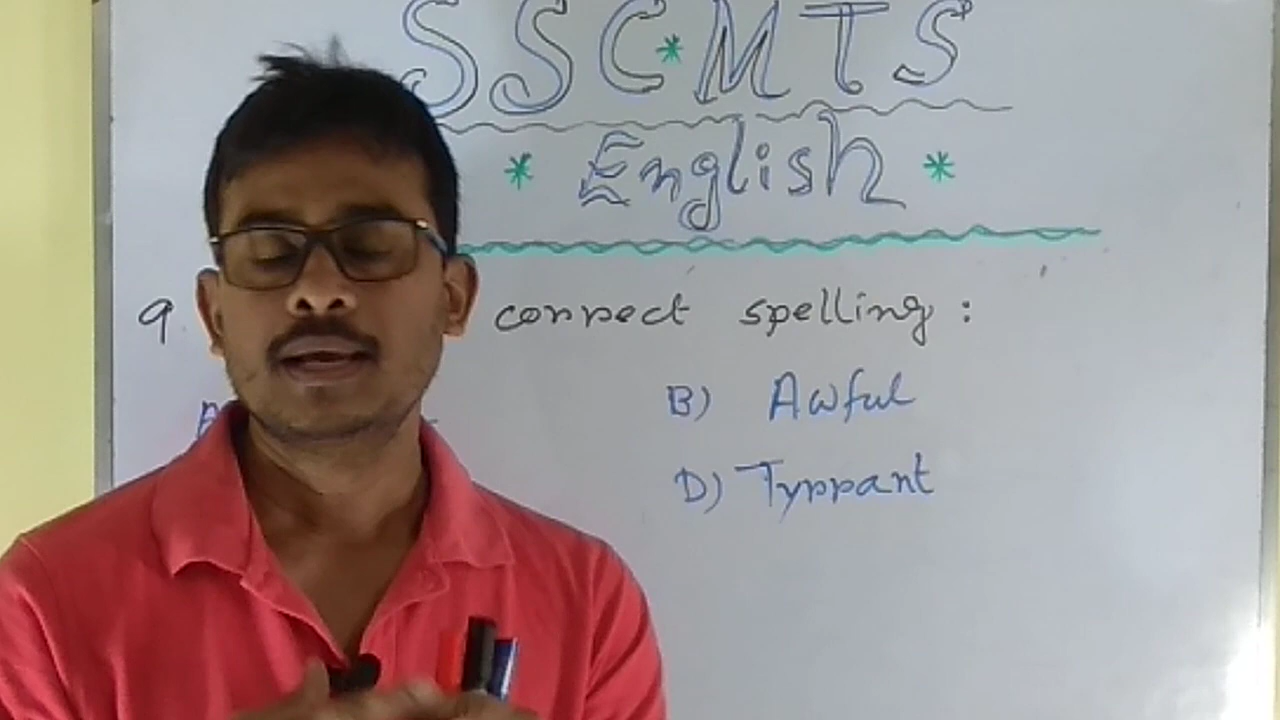 SSC * MTS
* English *
9 correct spelling :
A
B) Awful
D) Tyrrant